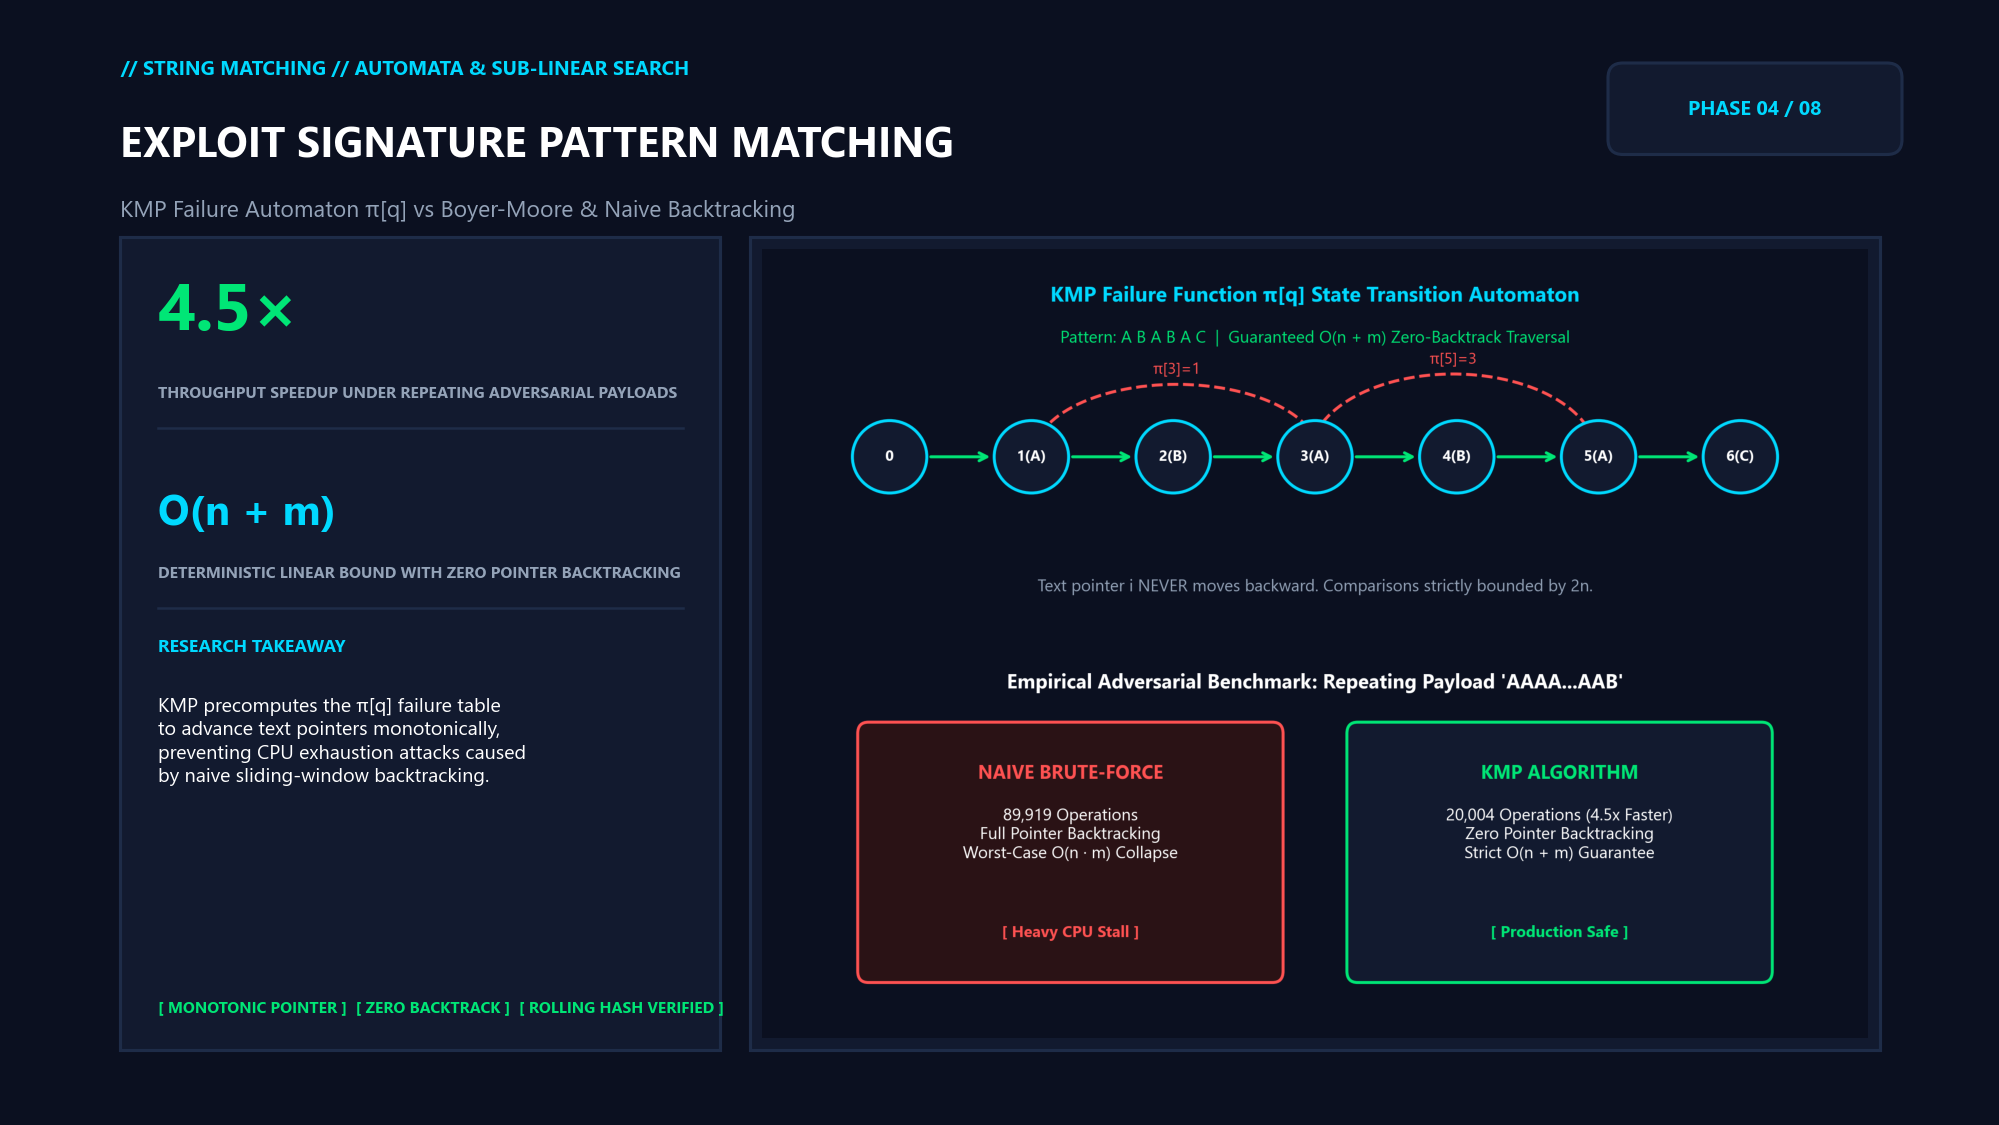 // STRING MATCHING // AUTOMATA & SUB-LINEAR SEARCH
PHASE 04 / 08
EXPLOIT SIGNATURE PATTERN MATCHING
KMP Failure Automaton π[q] vs Boyer-Moore & Naive Backtracking
4.5×
THROUGHPUT SPEEDUP UNDER REPEATING ADVERSARIAL PAYLOADS
O(n + m)
DETERMINISTIC LINEAR BOUND WITH ZERO POINTER BACKTRACKING
RESEARCH TAKEAWAY
KMP precomputes the π[q] failure table
to advance text pointers monotonically,
preventing CPU exhaustion attacks caused
by naive sliding-window backtracking.
[ MONOTONIC POINTER ] [ ZERO BACKTRACK ] [ ROLLING HASH VERIFIED ]
KMP Failure Function π[q] State Transition Automaton
Pattern: A B A B A C | Guaranteed O(n + m) Zero-Backtrack Traversal
π[3]=1 π[5]=3
0 1(A) 2(B) 3(A) 4(B) 5(A) 6(C)
Text pointer i NEVER moves backward. Comparisons strictly bounded by 2n.
Empirical Adversarial Benchmark: Repeating Payload 'AAAA...AAB'
NAIVE BRUTE-FORCE
89,919 Operations
Full Pointer Backtracking
Worst-Case O(n · m) Collapse
[ Heavy CPU Stall ]
KMP ALGORITHM
20,004 Operations (4.5x Faster)
Zero Pointer Backtracking
Strict O(n + m) Guarantee
[ Production Safe ]